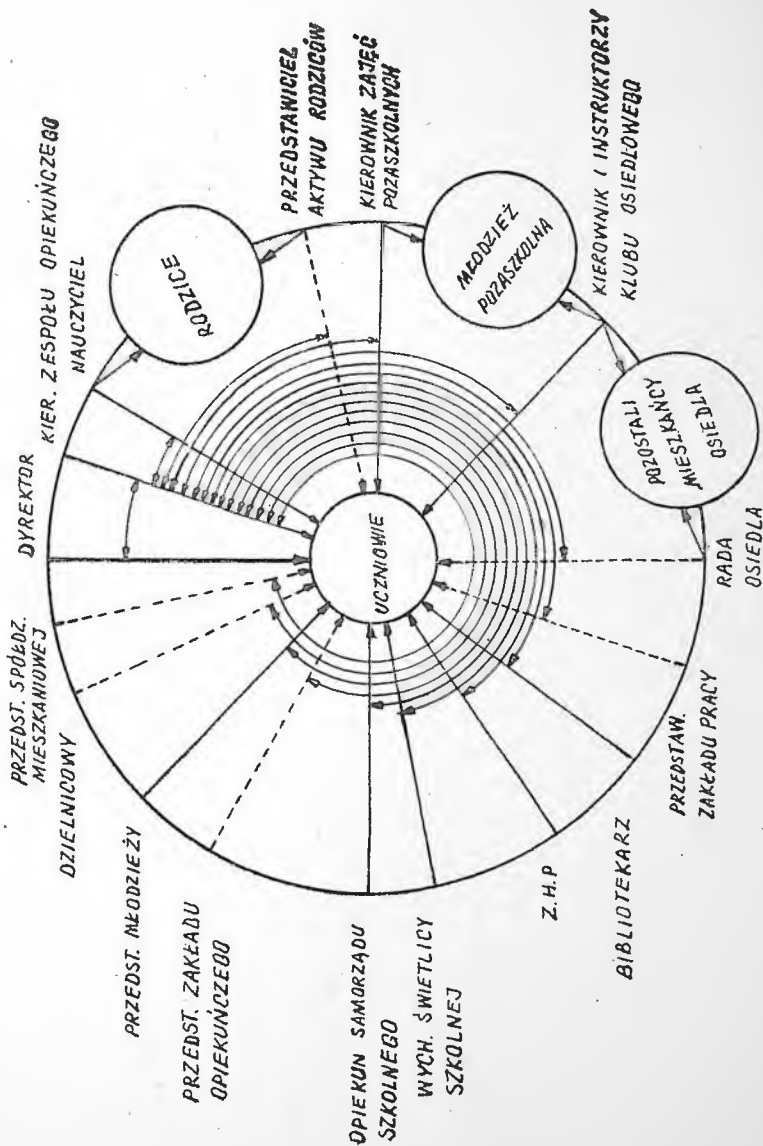 DYREKTOR
KIER. ZESPOŁU OPIEKUŃCZEGO
NAUCZYCIEL
RODZICE
PRZEDSTAWICIEL
AKTYWU RODZICÓW
KIEROWNIK ZAJĘĆ
POZASZKOLNYCH
MŁODZIEŻ
POZASZKOLNA
KIEROWNIK I INSTRUKTORZY
KLUBU OSIEDLOWEGO
POZOSTALI
MIESZKAŃCY
OSIEDLA
RADA
OSIEDLA
PRZEDSTAW.
ZAKŁADU PRACY
BIBLIOTEKARZ
Z.H.P
WYCH. ŚWIETLICY
SZKOLNEJ
OPIEKUN SAMORZĄDU
SZKOLNEGO
PRZEDST. ZAKŁADU
OPIEKUŃCZEGO
PRZEDST. MŁODZIEŻY
DZIELNICOWY
PRZEDST. SPÓŁDZ.
MIESZKANIOWEJ
UCZNIOWIE